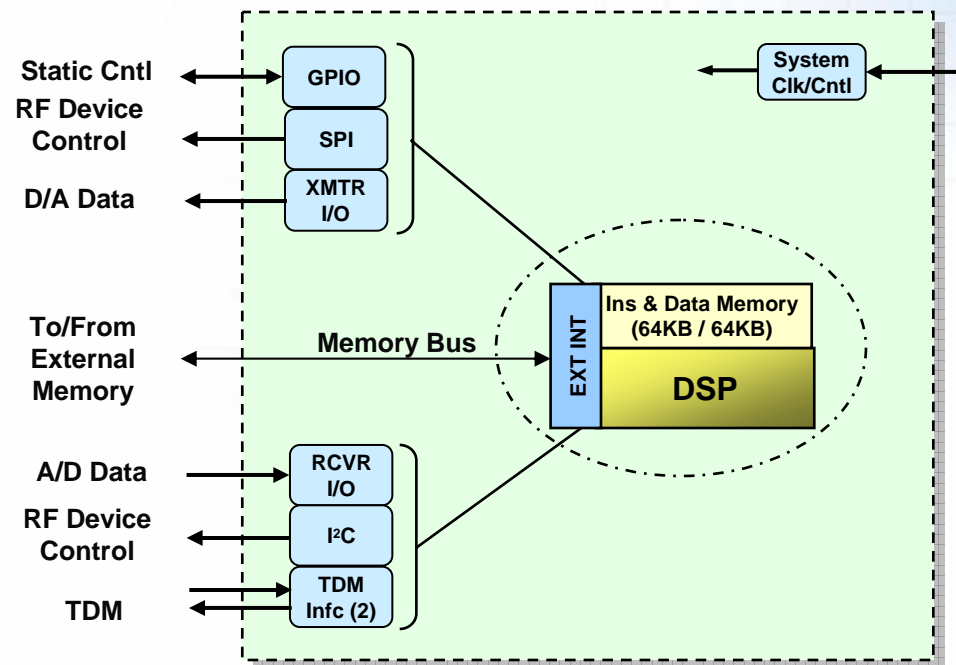 Static Cntl
GPIO
System
Clk/Cntl
RF Device
Control
SPI
D/A Data
XMTR
I/O
To/From
External
Memory
Memory Bus
EXT INT
Ins & Data Memory
(64KB / 64KB)
DSP
A/D Data
RCVR
I/O
RF Device
Control
I²C
TDM
TDM
Infc (2)